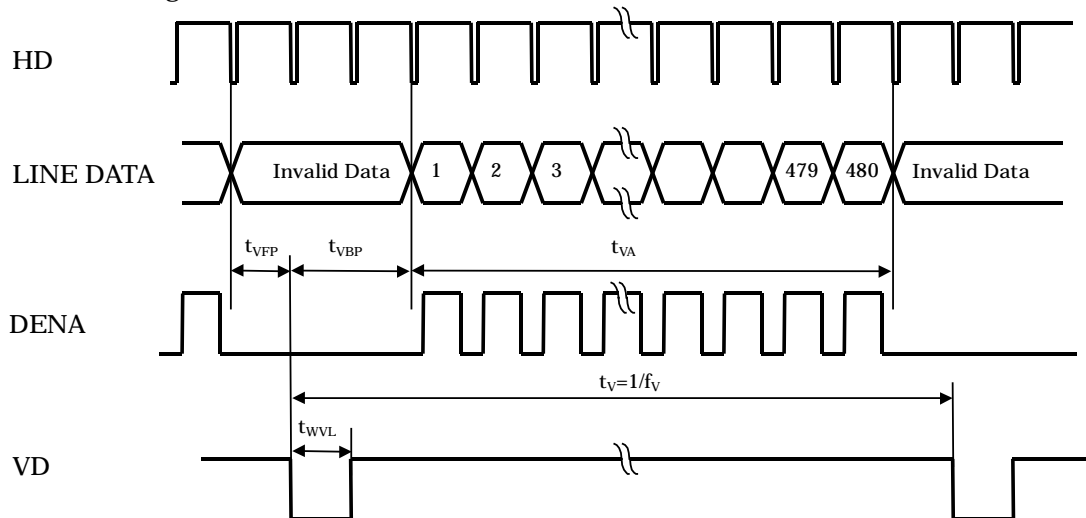 HD
LINE DATA
Invalid Data 1 2 3 479 480 Invalid Data
tVFP tVBP tVA
DENA
tV=1/fV
tWVL
VD